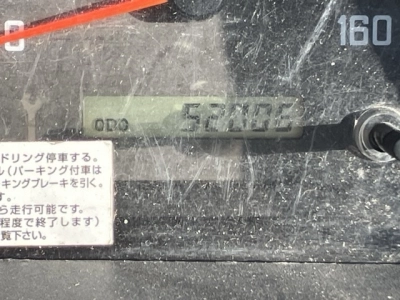 0
160
ODO 52006
ドリング停車する。
ル(パーキング付車は
キングブレーキを引く。
す。
ら走行可能です。
程度で終了します)
覧下さい。